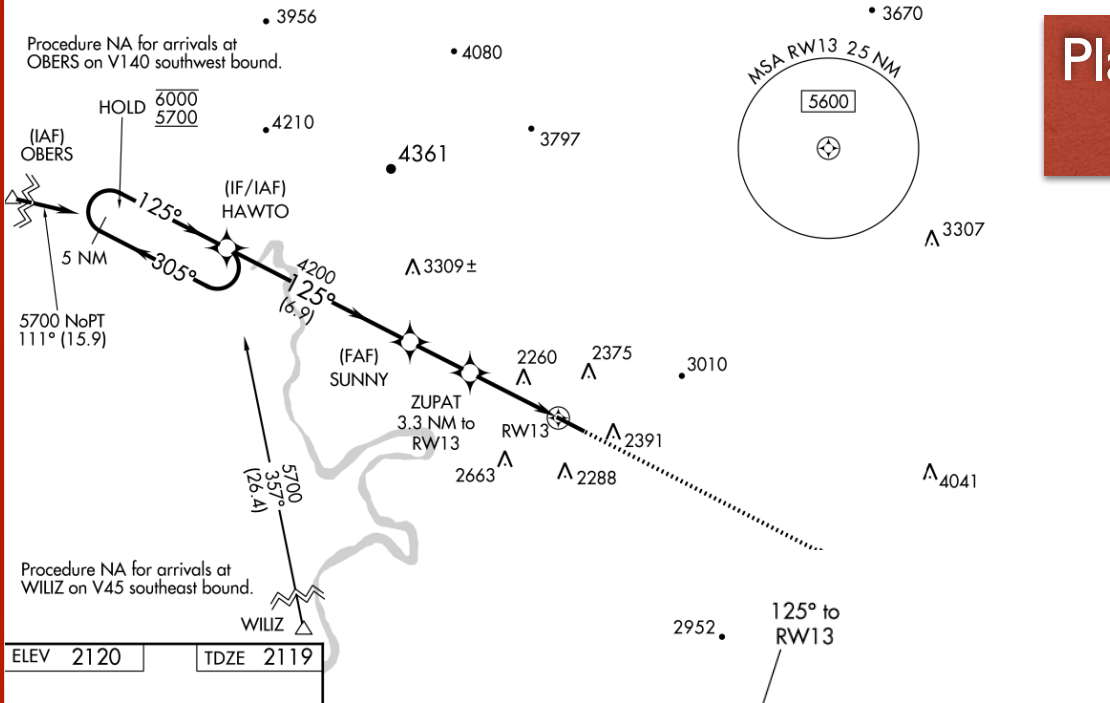 3956
3670
Procedure NA for arrivals at
OBERS on V140 southwest bound.
4080
MSA RW13 25 NM
5600
HOLD 6000
5700
4210
3797
(IAF)
OBERS
4361
(IF/IAF)
HAWTO
125°
5 NM
305°
3307
3309±
4200
125°
(6.9)
5700 NoPT
111° (15.9)
(FAF)
SUNNY
2260
2375
3010
ZUPAT
3.3 NM to
RW13
RW13
2391
2663
2288
4041
5700
357°
(26.4)
Procedure NA for arrivals at
WILIZ on V45 southeast bound.
WILIZ
2952
125° to
RW13
ELEV 2120
TDZE 2119